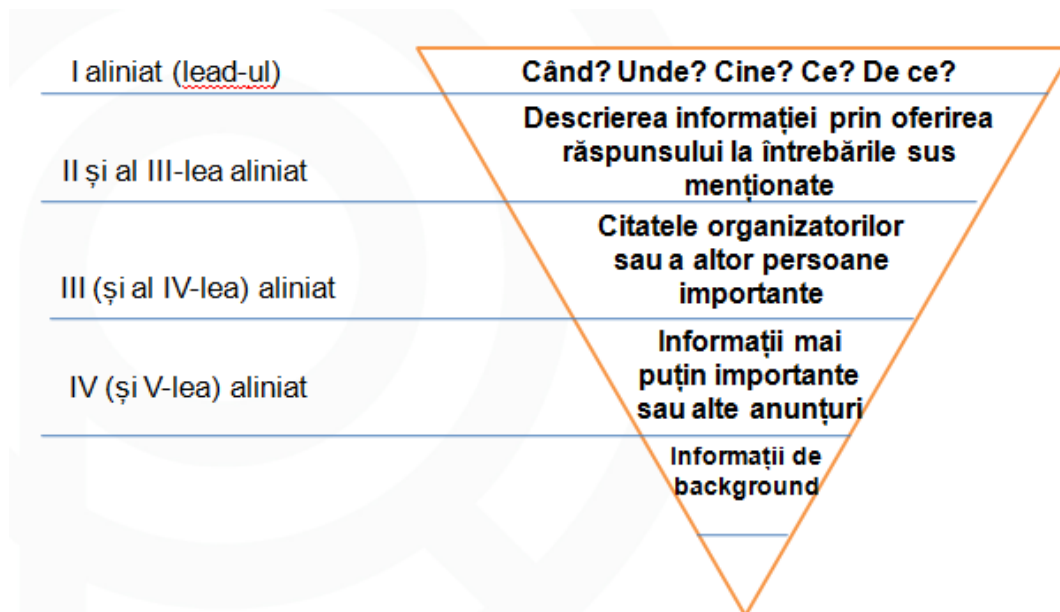 I aliniat (lead-ul)
Când? Unde? Cine? Ce? De ce?
II și al III-lea aliniat
Descrierea informației prin oferirea
răspunsului la întrebările sus
menționate
III (și al IV-lea) aliniat
Citatele organizatorilor
sau a altor persoane
importante
IV (și V-lea) aliniat
Informații mai
puțin importante
sau alte anunțuri
Informații de
background